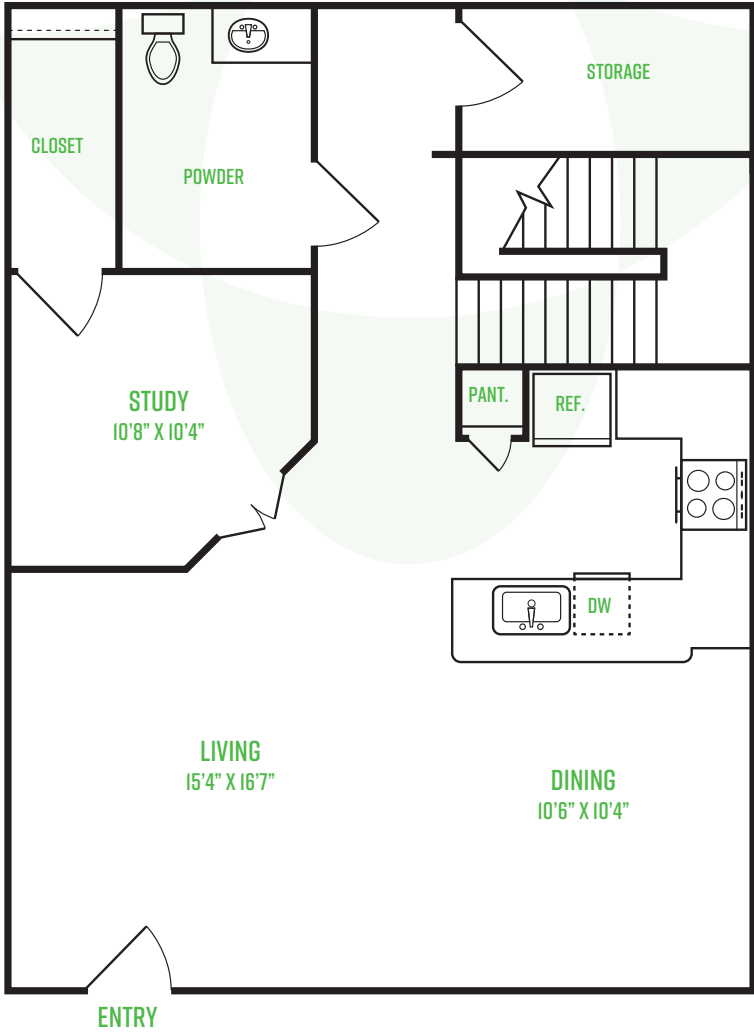 STORAGE
CLOSET
POWDER
STUDY
10’8” X 10’4”
PANT.
REF.
DW
LIVING
15’4” X 16’7”
DINING
10’6” X 10’4”
ENTRY